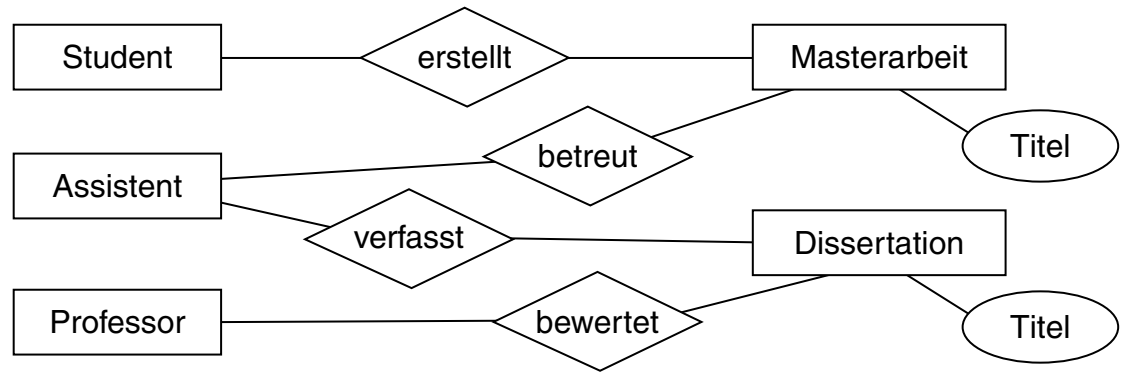 Student
erstellt
Masterarbeit
Titel
betreut
Assistent
verfasst
Dissertation
Professor
bewertet
Titel